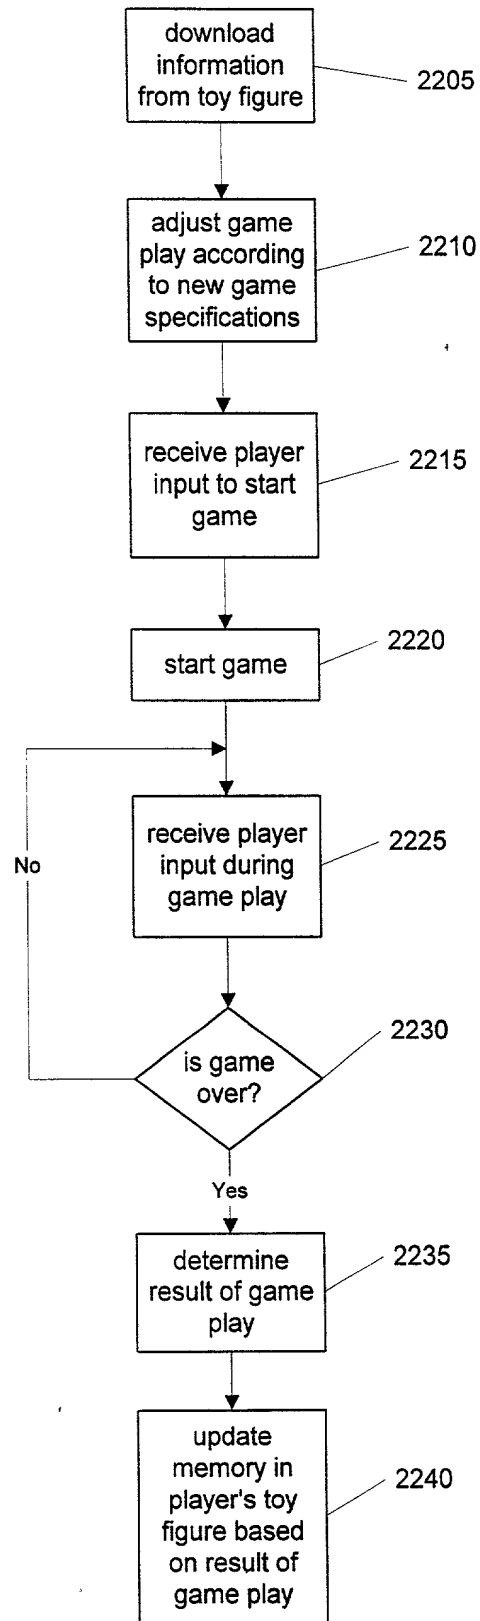 download
information
from toy figure
2205
adjust game
play according
to new game
specifications
2210
receive player
input to start
game
2215
start game
2220
receive player
input during
game play
2225
No
is game
over?
2230
Yes
determine
result of game
play
2235
update
memory in
player's toy
figure based
on result of
game play
2240